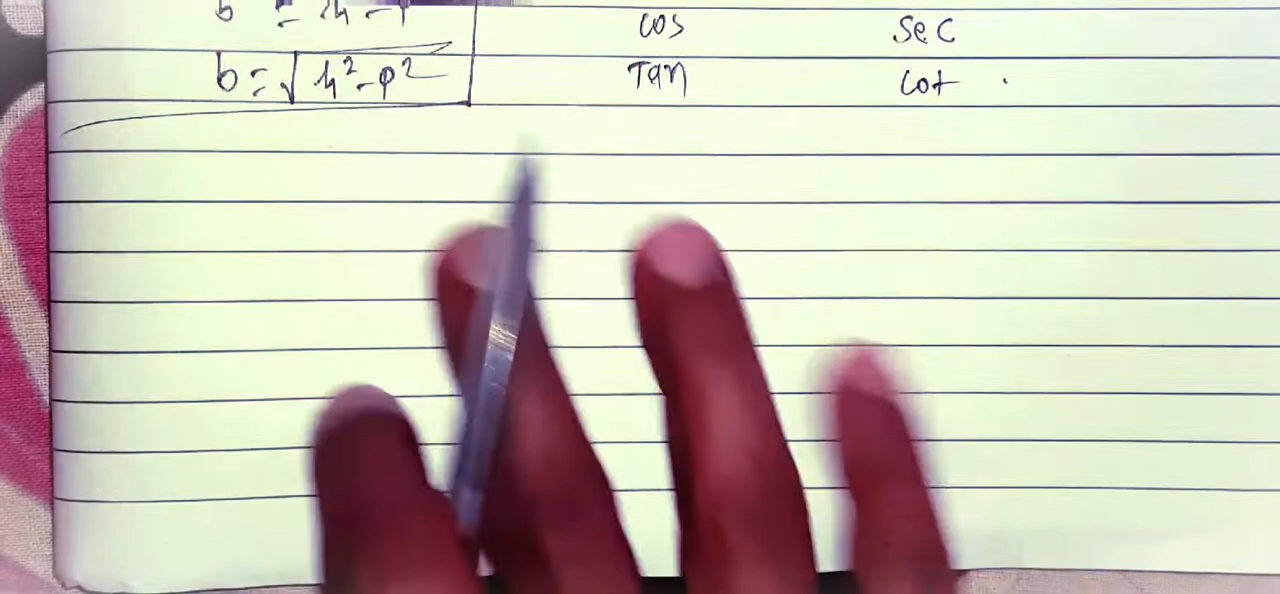 cos sec
b = √h²-p² Tan cot